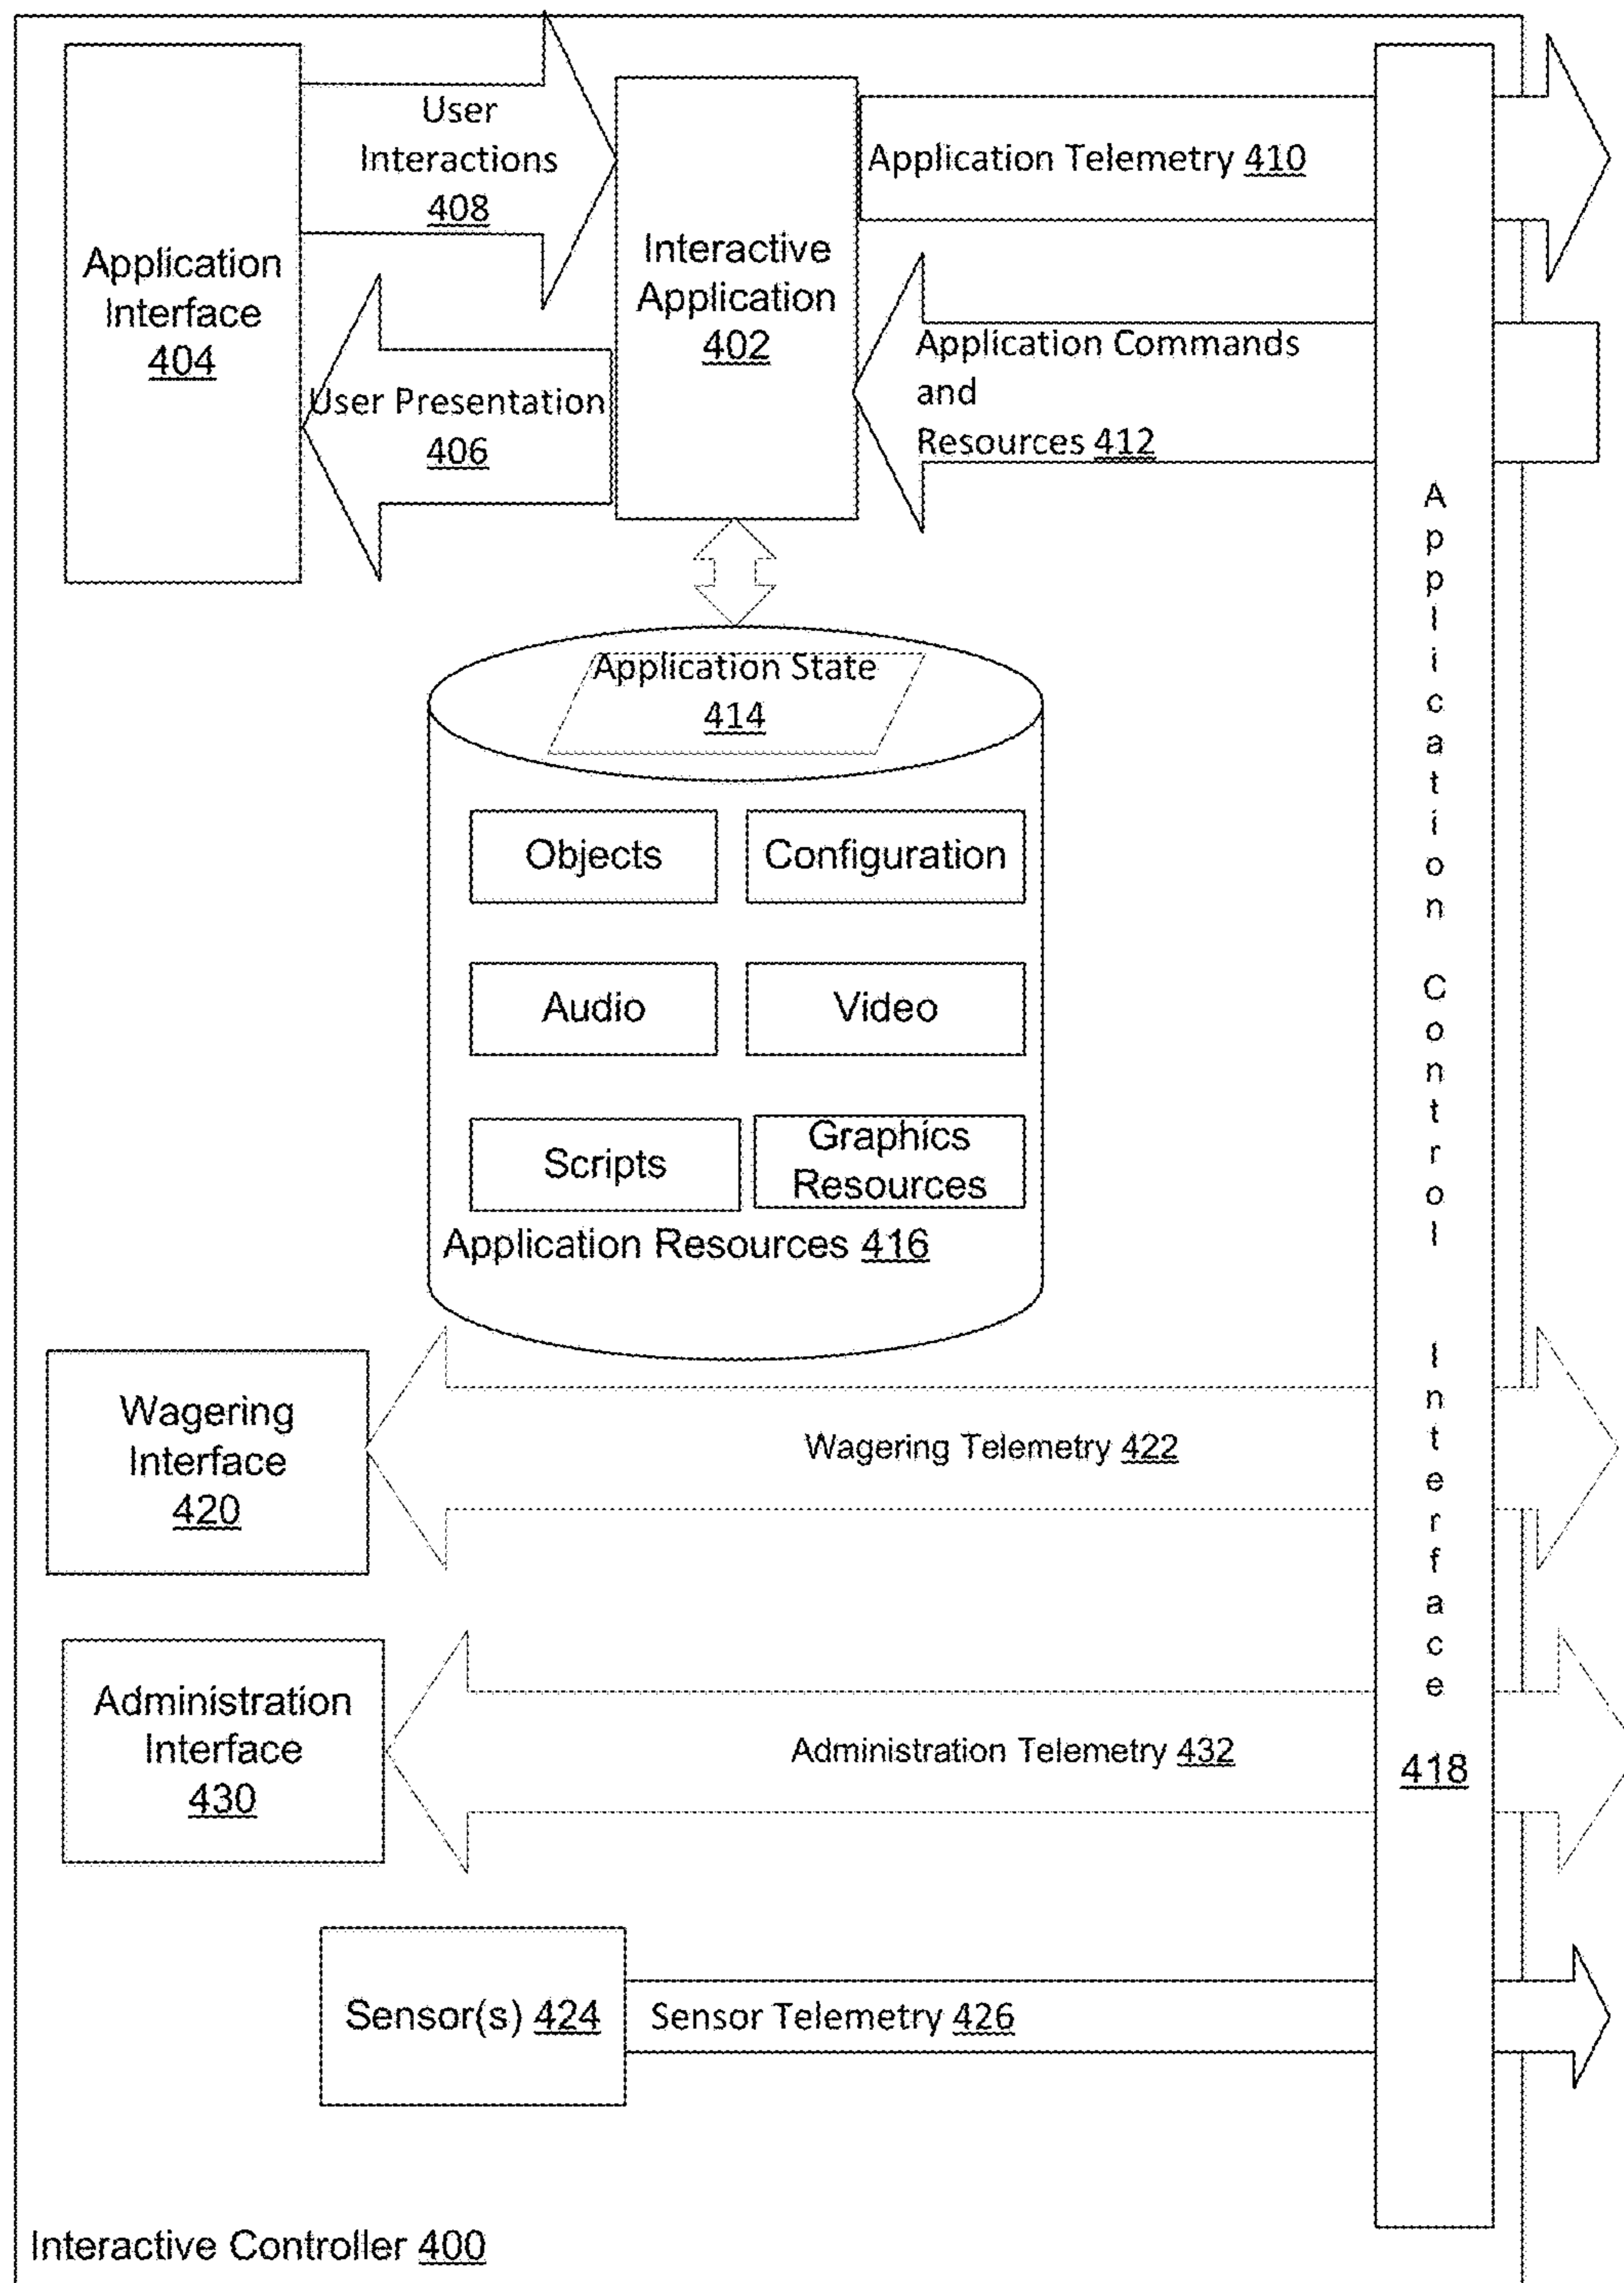 User
Interactions
408
Application
Interface
404
User Presentation
406
Interactive
Application
402
Application Telemetry 410
Application Commands
and
Resources 412
Application State
414
Objects
Configuration
Audio
Video
Scripts
Graphics
Resources
Application Resources 416
Application Control Interface
418
Wagering
Interface
420
Wagering Telemetry 422
Administration
Interface
430
Administration Telemetry 432
Sensor(s) 424
Sensor Telemetry 426
Interactive Controller 400